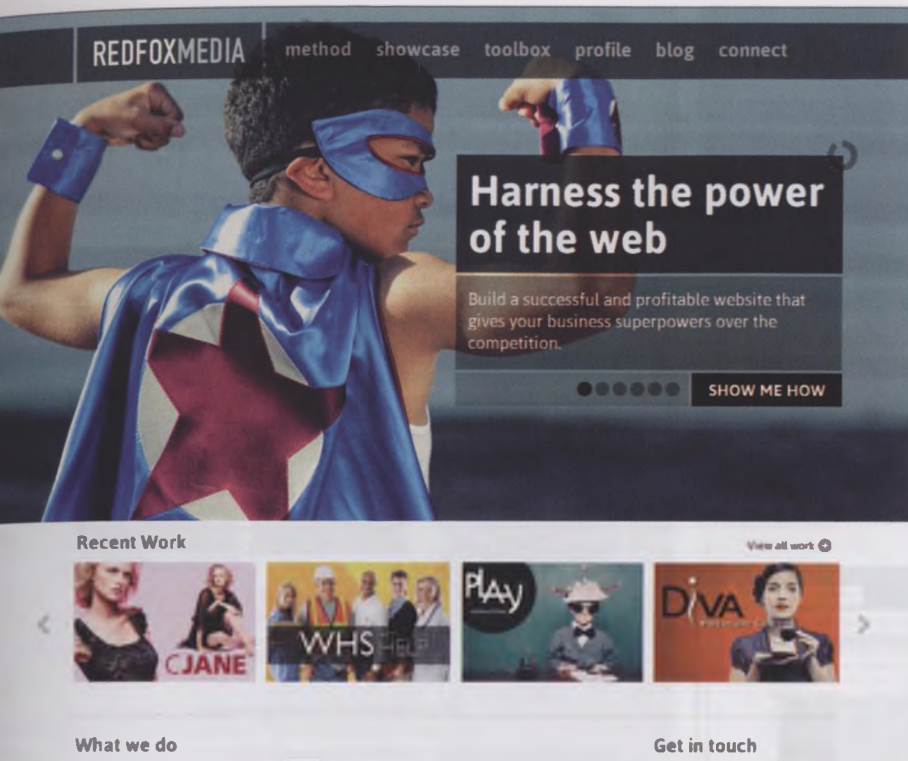 REDFOXMEDIA method showcase toolbox profile blog connect
Harness the power
of the web
Build a successful and profitable website that
gives your business superpowers over the
competition.
SHOW ME HOW
Recent Work View all work
CJANE
WHS HELP
PLAY
DiVA
What we do Get in touch